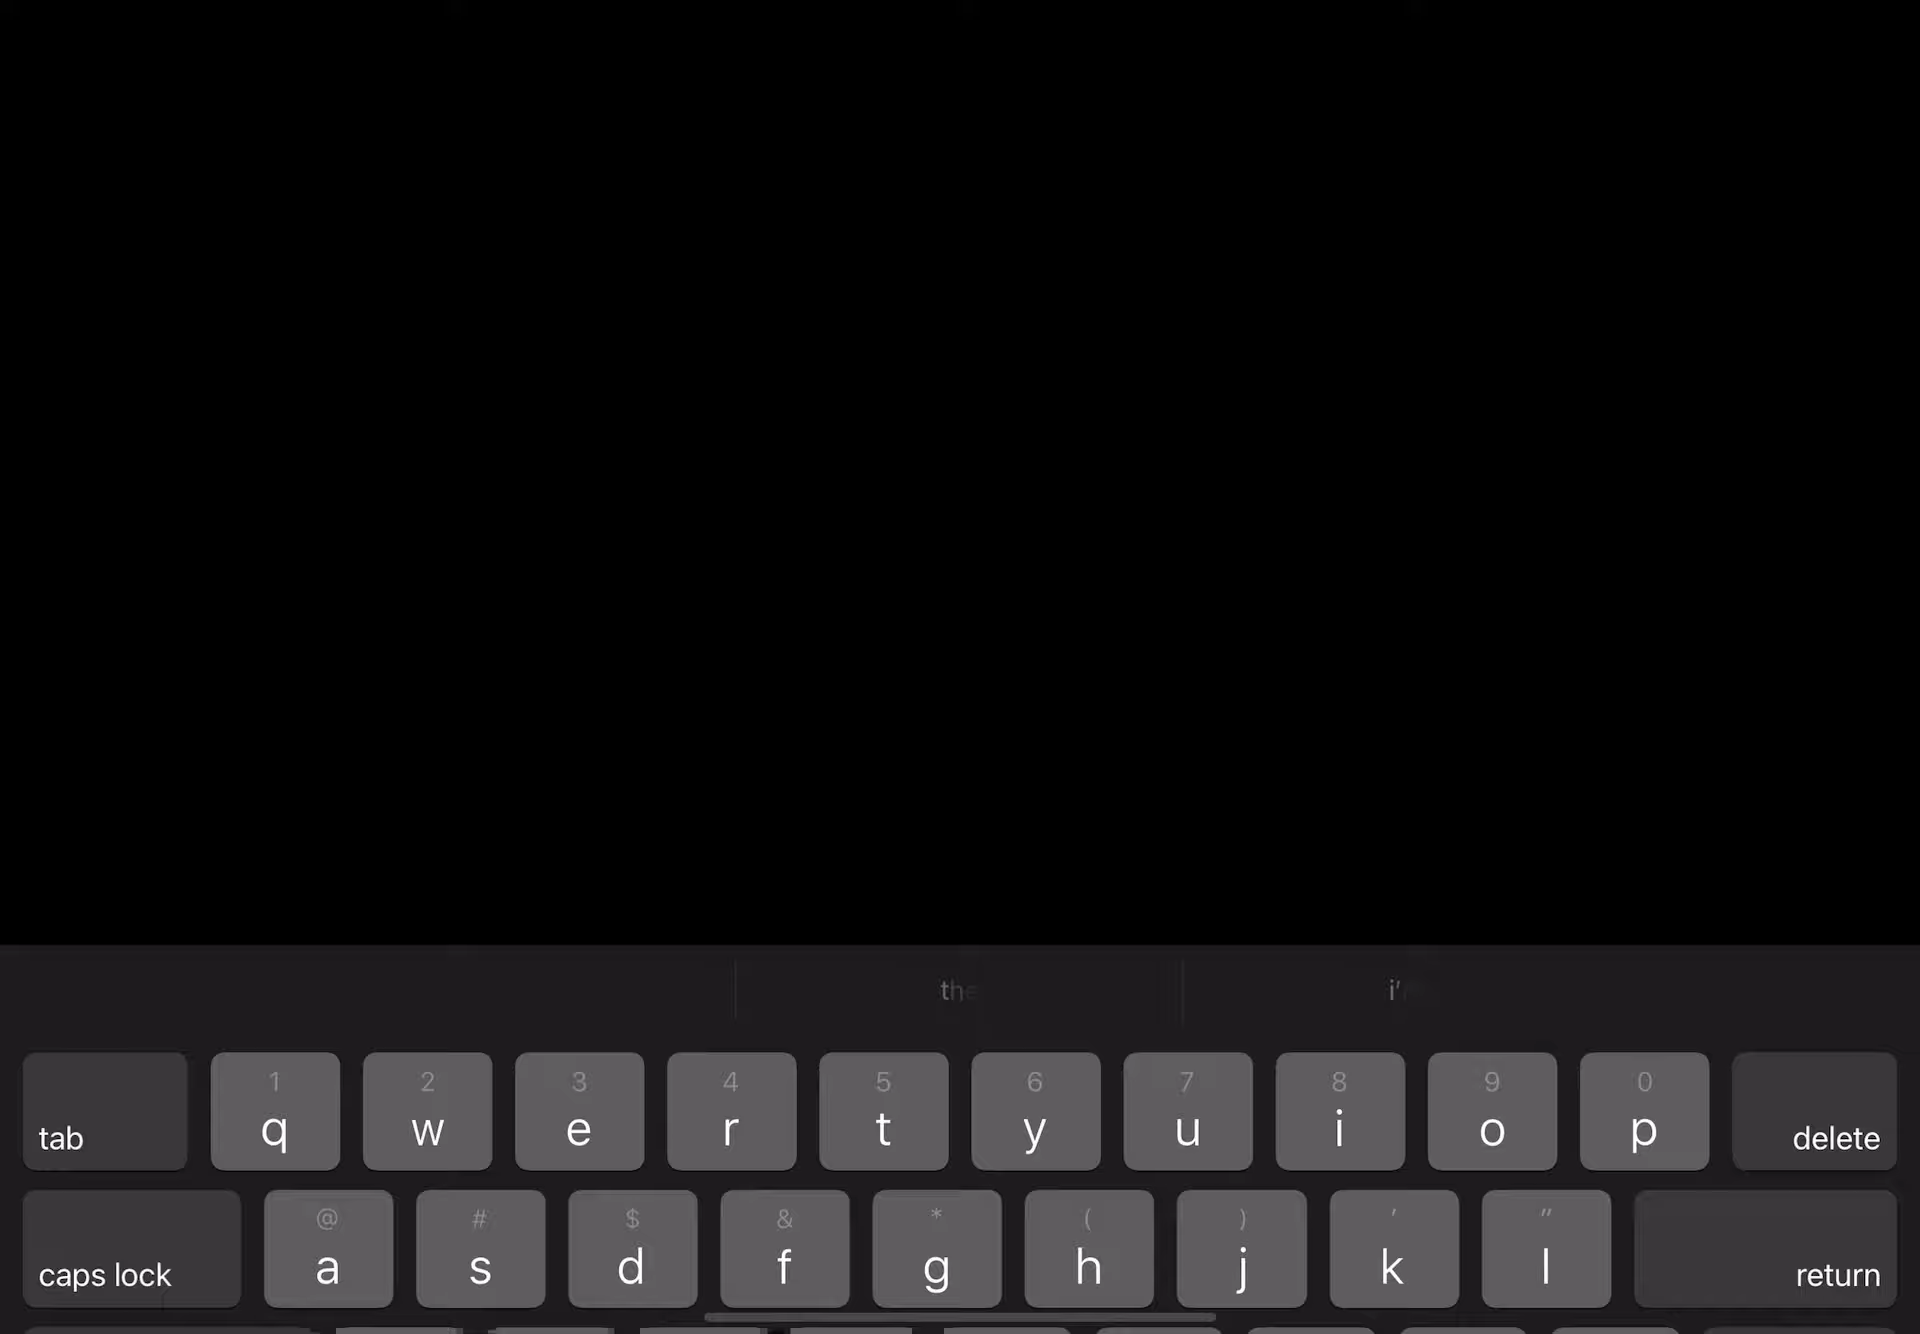 the i'
1 2 3 4 5 6 7 8 9 0
tab q w e r t y u i o p delete
@ # $ & * ( ) ' "
caps lock a s d f g h j k l return